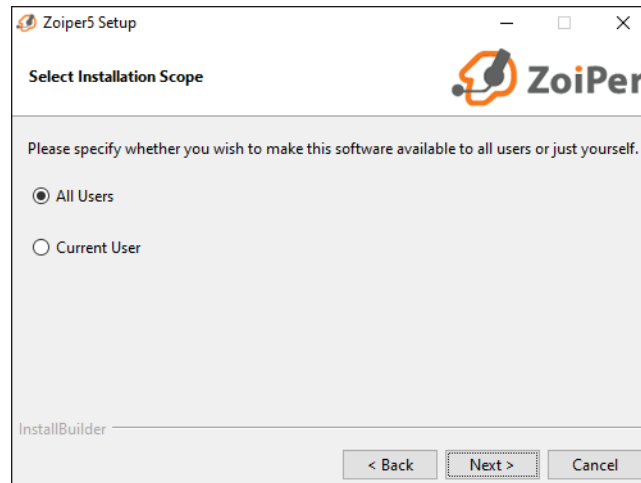 Zoiper5 Setup
Select Installation Scope
ZoiPer
Please specify whether you wish to make this software available to all users or just yourself.
All Users
Current User
InstallBuilder
< Back
Next >
Cancel